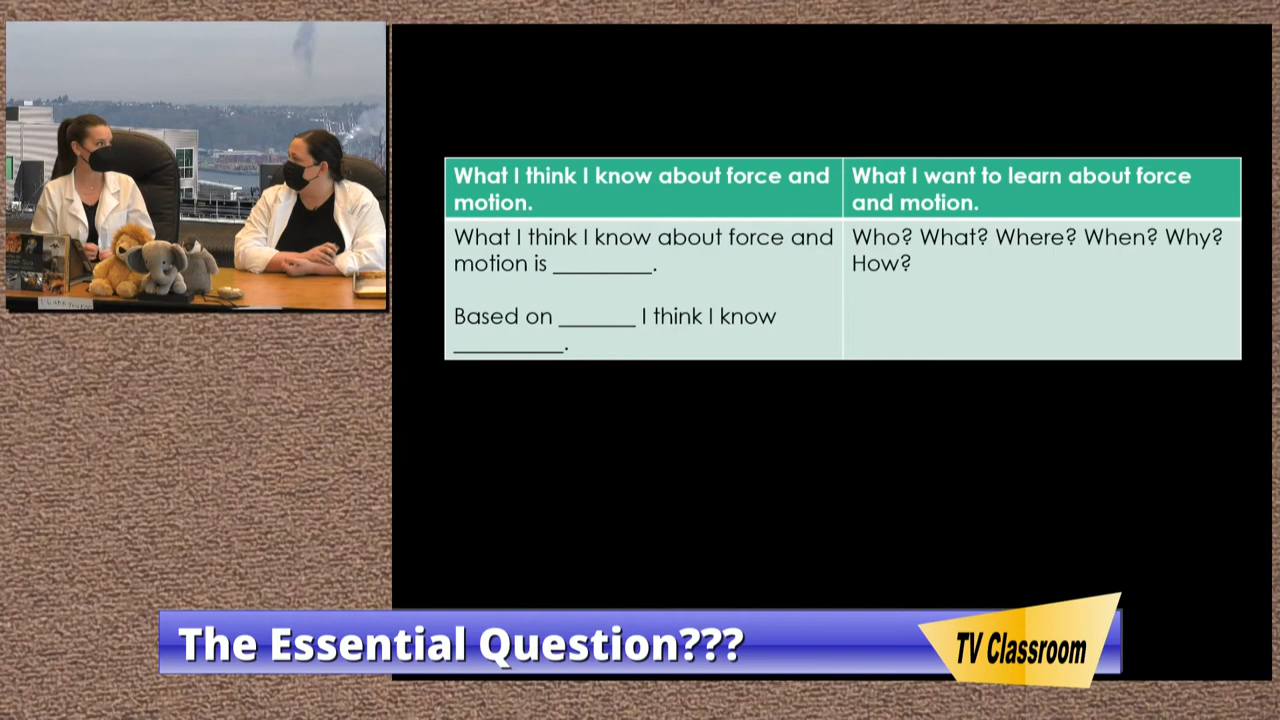 What I think I know about force and
motion.
What I want to learn about force
and motion.
What I think I know about force and
motion is _________.
Based on _______ I think I know
__________.
Who? What? Where? When? Why?
How?
The Essential Question???
TV Classroom